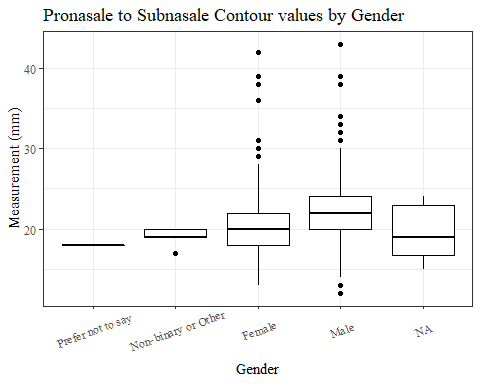 Pronasale to Subnasale Contour values by Gender
Measurement (mm)
40
30
20
Prefer not to say
Non-binary or Other
Female
Male
NA
Gender